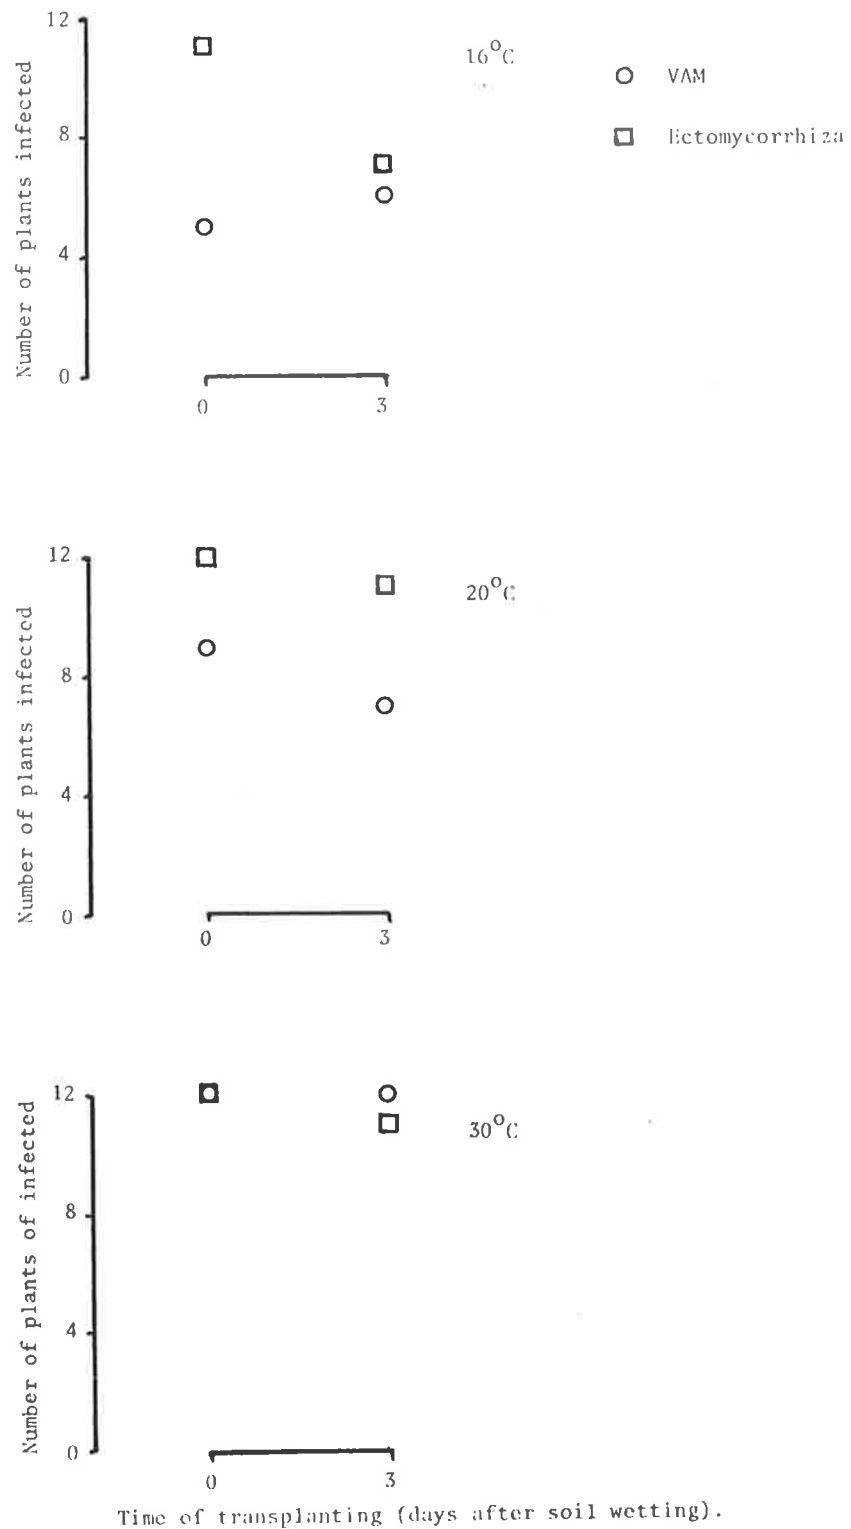 12
8
4
0
Number of plants infected
0 3
16°C
VAM
Ectomycorrhiza
12
8
4
0
Number of plants infected
0 3
20°C
12
8
4
0
Number of plants of infected
0 3
30°C
Time of transplanting (days after soil wetting).